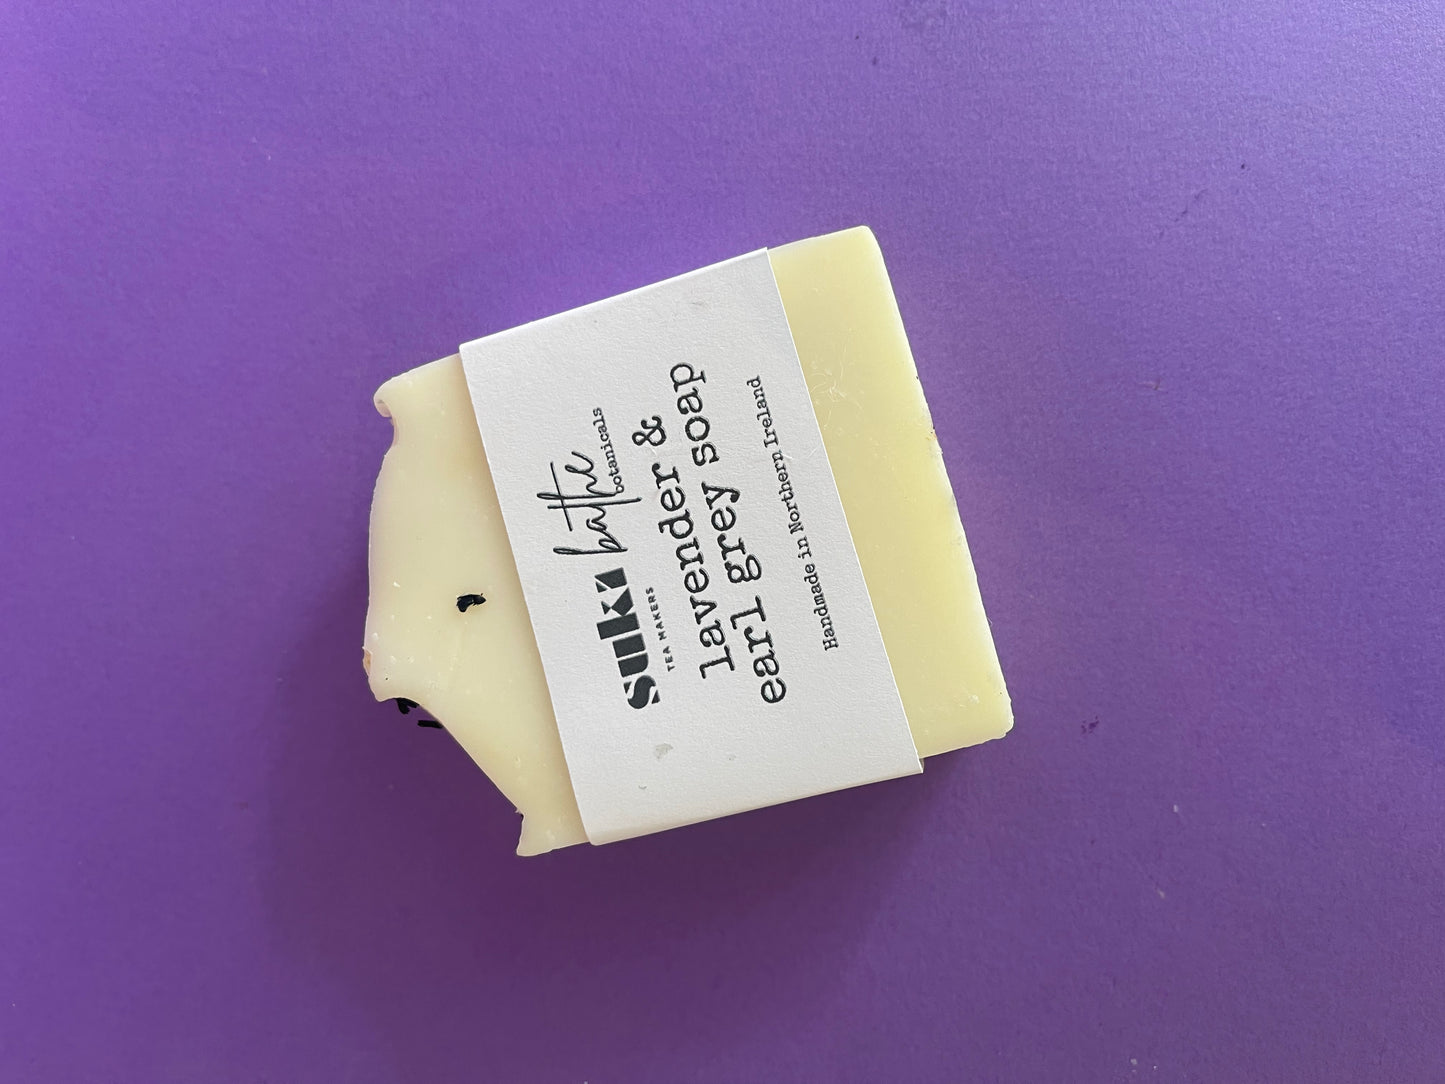 suki
TEA MAKERS
bathe
botanicals
lavender &
earl grey soap
Handmade in Northern Ireland